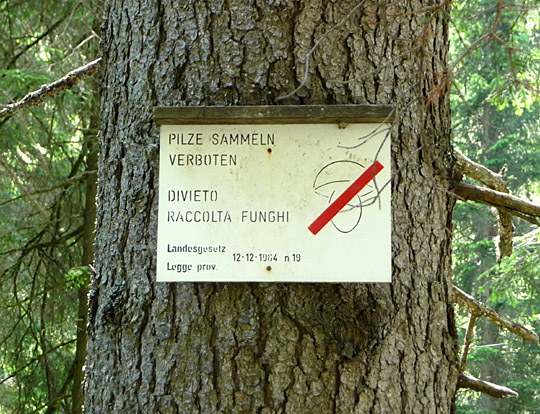 PILZE SAMMELN
VERBOTEN
DIVIETO
RACCOLTA FUNGHI
Landesgesetz
12-12-1964 n 19
Legge prov.